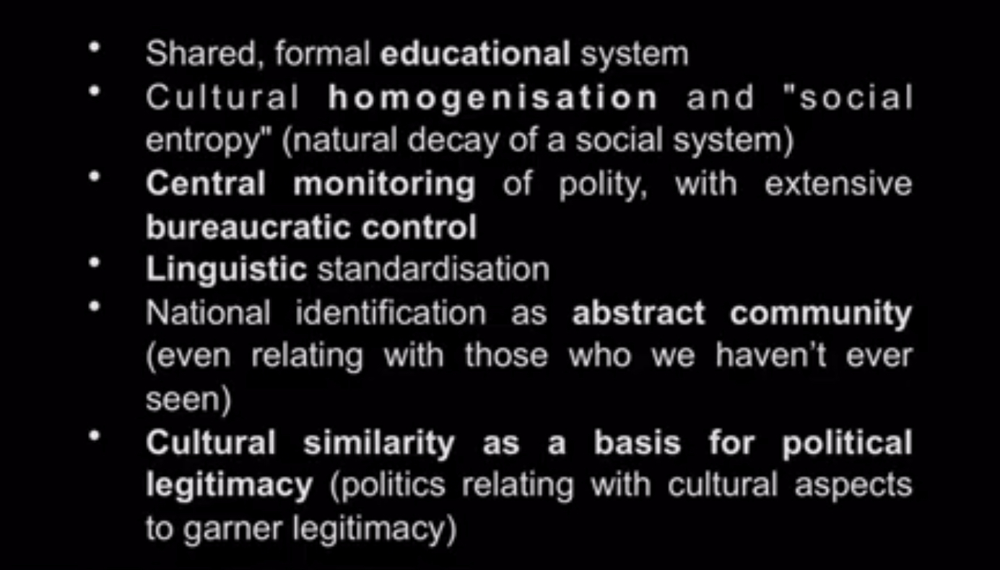 • Shared, formal educational system
• Cultural homogenisation and "social
entropy" (natural decay of a social system)
• Central monitoring of polity, with extensive
bureaucratic control
• Linguistic standardisation
• National identification as abstract community
(even relating with those who we haven’t ever
seen)
• Cultural similarity as a basis for political
legitimacy (politics relating with cultural aspects
to garner legitimacy)